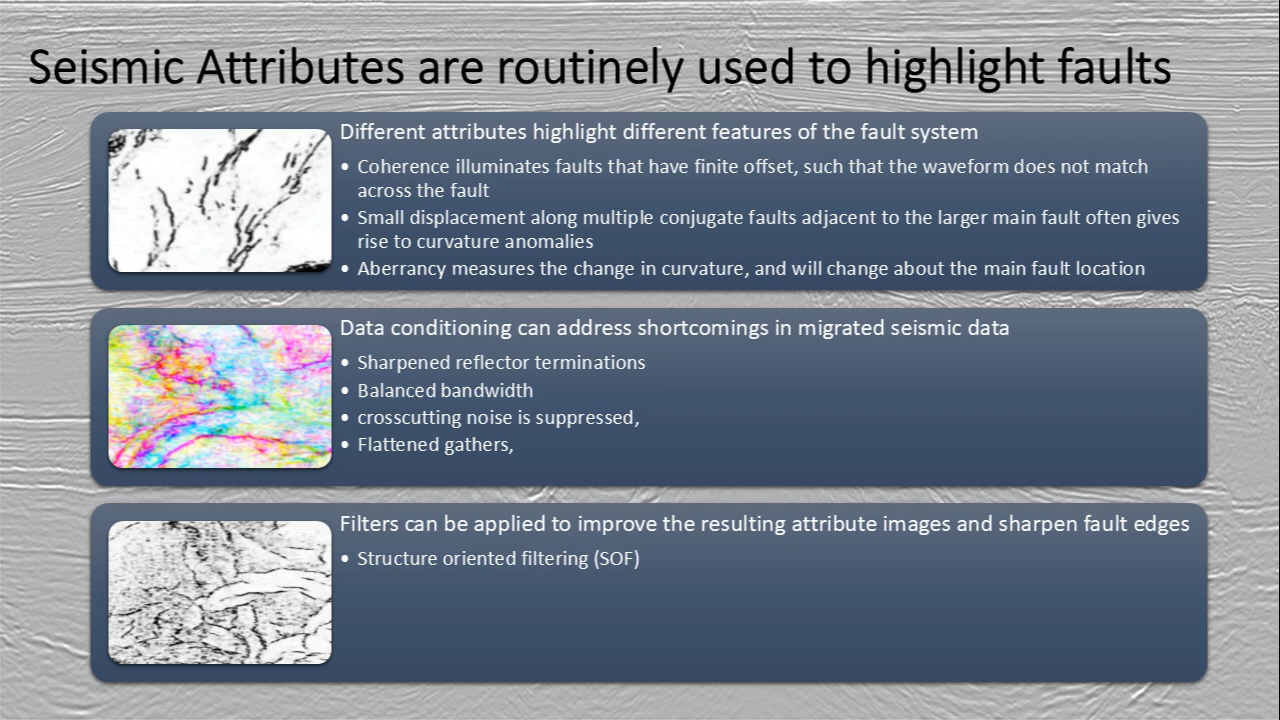 Seismic Attributes are routinely used to highlight faults
Different attributes highlight different features of the fault system
• Coherence illuminates faults that have finite offset, such that the waveform does not match
across the fault
• Small displacement along multiple conjugate faults adjacent to the larger main fault often gives
rise to curvature anomalies
• Aberrancy measures the change in curvature, and will change about the main fault location
Data conditioning can address shortcomings in migrated seismic data
• Sharpened reflector terminations
• Balanced bandwidth
• crosscutting noise is suppressed,
• Flattened gathers,
Filters can be applied to improve the resulting attribute images and sharpen fault edges
• Structure oriented filtering (SOF)